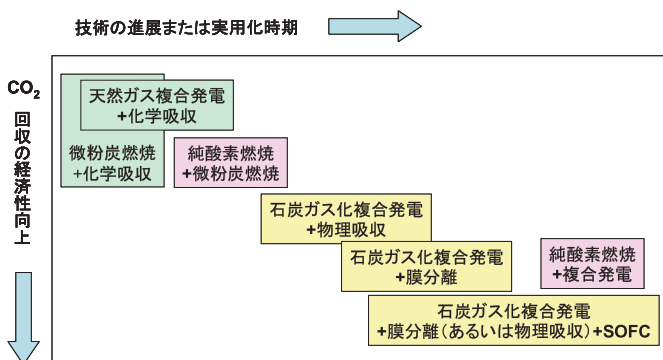 技術の進展または実用化時期
CO2
回収の経済性向上
天然ガス複合発電
+化学吸収
微粉炭燃焼
+化学吸収
純酸素燃焼
+微粉炭燃焼
石炭ガス化複合発電
+物理吸収
石炭ガス化複合発電
+膜分離
純酸素燃焼
+複合発電
石炭ガス化複合発電
+膜分離(あるいは物理吸収)+SOFC